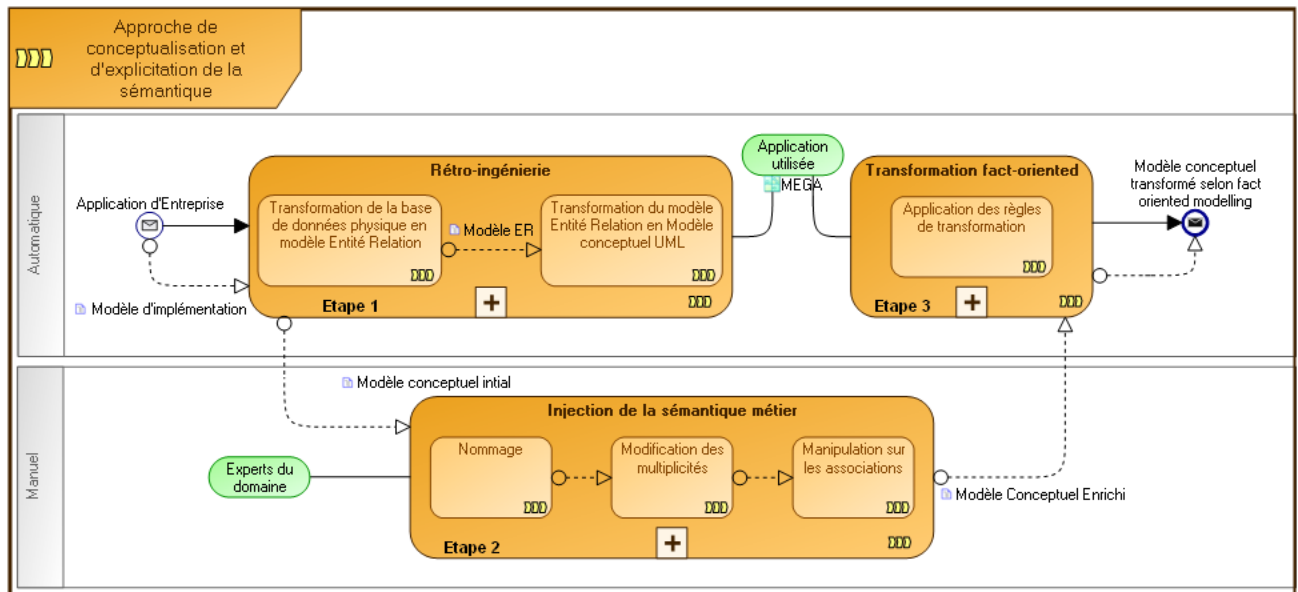 Approche de
conceptualisation et
d'explicitation de la
sémantique
Automatique
Application d'Entreprise
Modèle d'implémentation
Rétro-ingénierie
Transformation de la base
de données physique en
modèle Entité Relation
Modèle ER
Transformation du modèle
Entité Relation en Modèle
conceptuel UML
Etape 1
Application
utilisée
MEGA
Transformation fact-oriented
Application des règles
de transformation
Etape 3
Modèle conceptuel
transformé selon fact
oriented modelling
Manuel
Modèle conceptuel intial
Experts du
domaine
Injection de la sémantique métier
Nommage
Modification des
multiplicités
Manipulation sur
les associations
Etape 2
Modèle Conceptuel Enrichi